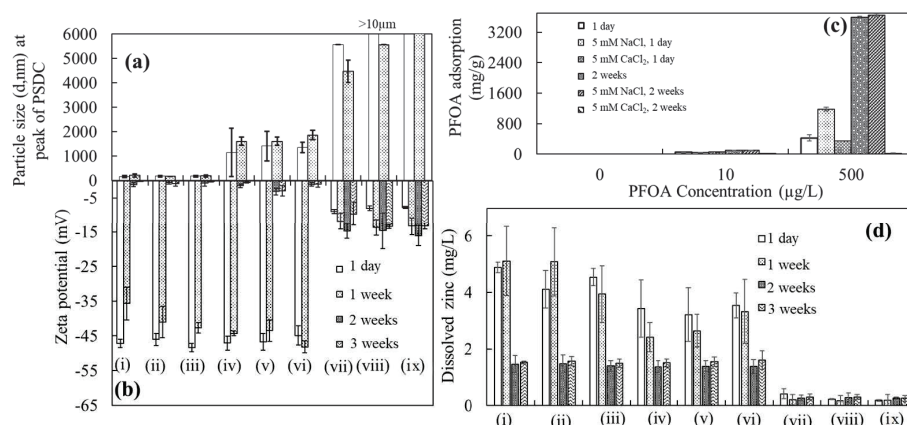 >10μm
6000
5000
4000
3000
2000
1000
Particle size (d,nm) at
peak of PSDC
(a)
-5
-15
-25
-35
-45
-55
-65
Zeta potential (mV)
1 day
1 week
2 weeks
3 weeks
(i) (ii) (iii) (iv) (v) (vi) (vii) (viii) (ix)
(b)
(c)
3600
2400
1200
0
PFOA adsorption
(mg/g)
1 day
5 mM NaCl, 1 day
5 mM CaCl₂, 1 day
2 weeks
5 mM NaCl, 2 weeks
5 mM CaCl₂, 2 weeks
0 10 500
PFOA Concentration (μg/L)
(d)
6
4
2
0
Dissolved zinc (mg/L)
1 day
1 week
2 weeks
3 weeks
(i) (ii) (iii) (iv) (v) (vi) (vii) (viii) (ix)